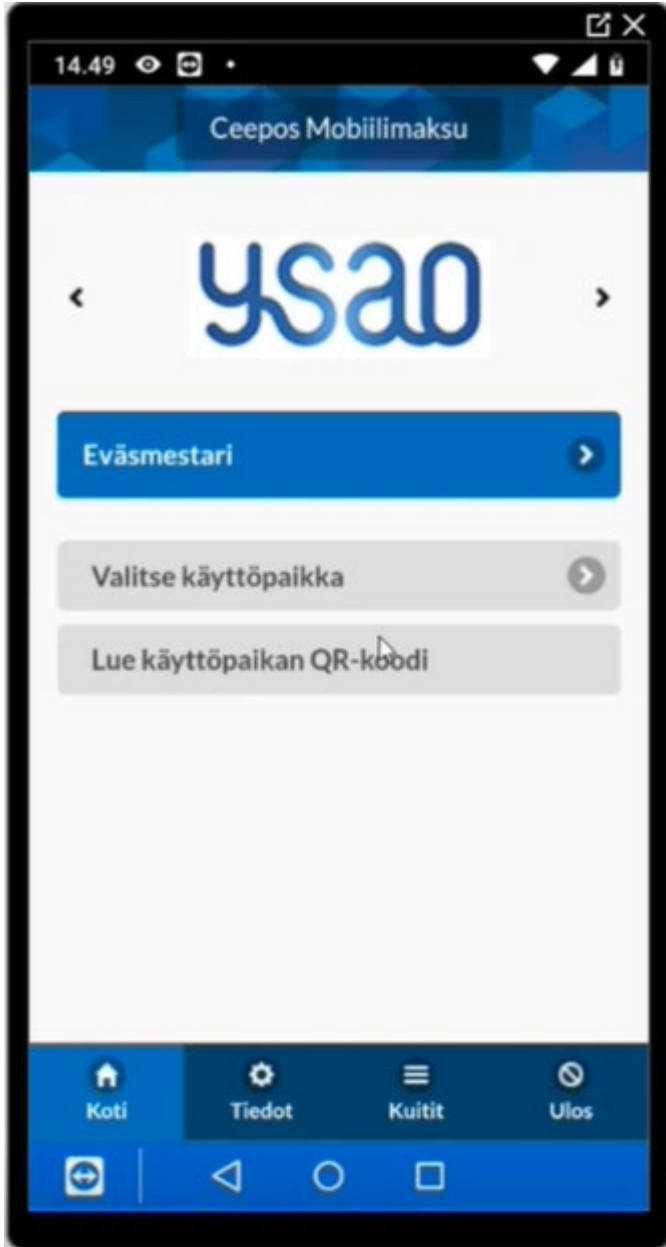 14.49
Ceepos Mobiilimaksu
ysao
Eväsmestari
Valitse käyttöpaikka
Lue käyttöpaikan QR-koodi
Koti Tiedot Kuitit Ulos